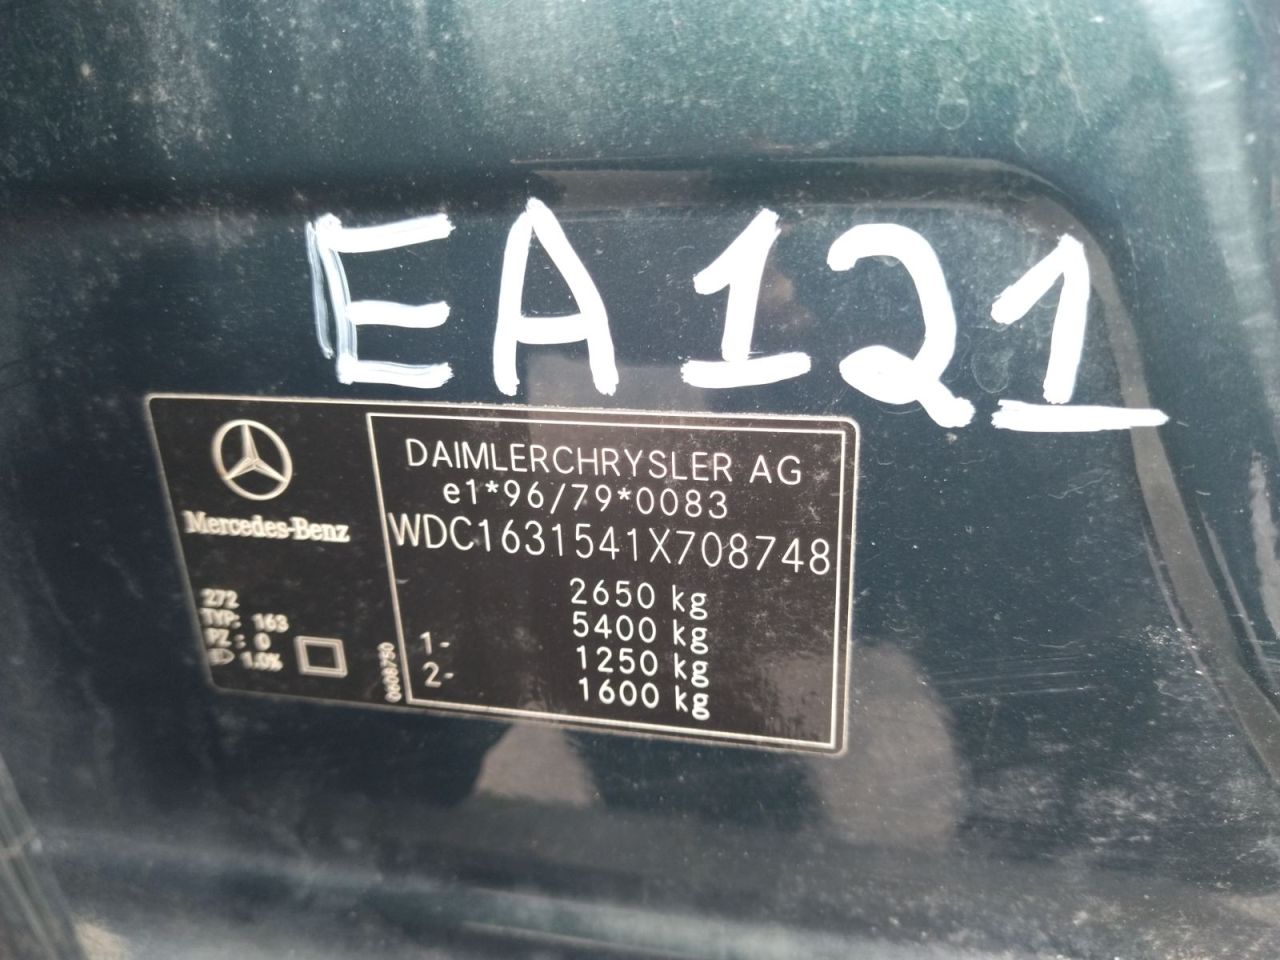 EA121
Mercedes-Benz
272
TYP: 163
PZ : 0
1.0%
0608750
DAIMLERCHRYSLER AG
e1*96/79*0083
WDC1631541X708748
2650 kg
5400 kg
1- 1250 kg
2- 1600 kg